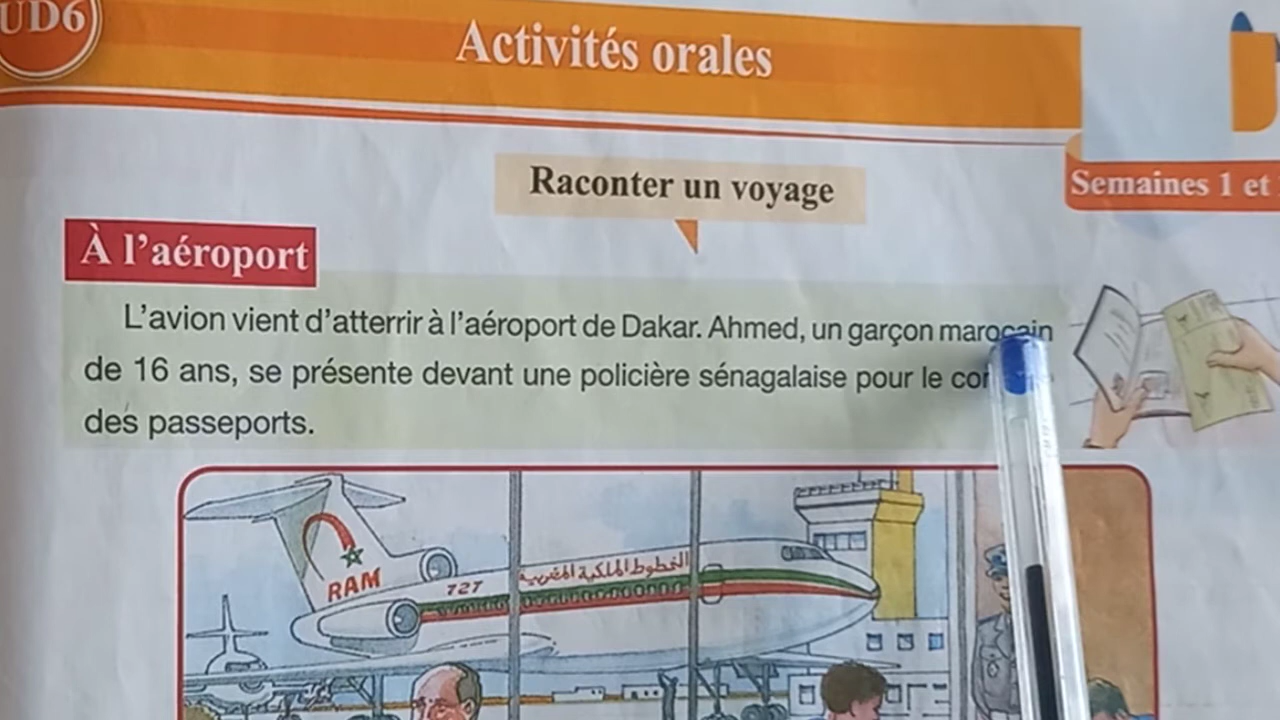 UD6
Activités orales
Raconter un voyage
Semaines 1 et
À l'aéroport
L'avion vient d'atterrir à l'aéroport de Dakar. Ahmed, un garçon marocain
de 16 ans, se présente devant une policière sénagalaise pour le
des passeports.
RAM
727
الخطوط الملكية المغربية